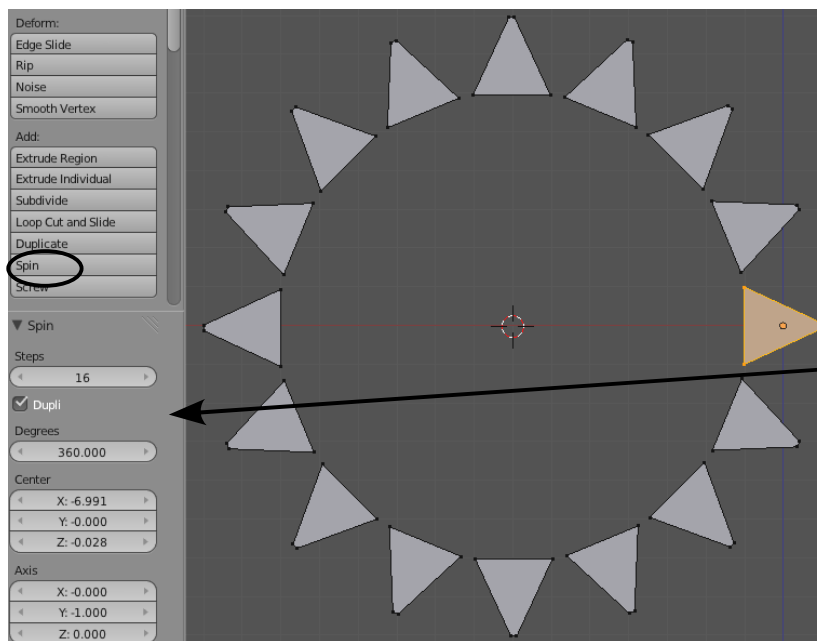 Deform:
Edge Slide
Rip
Noise
Smooth Vertex
Add:
Extrude Region
Extrude Individual
Subdivide
Loop Cut and Slide
Duplicate
Spin
Screw
Spin
Steps
16
Dupli
Degrees
360.000
Center
X: -6.991
Y: -0.000
Z: -0.028
Axis
X: -0.000
Y: -1.000
Z: 0.000